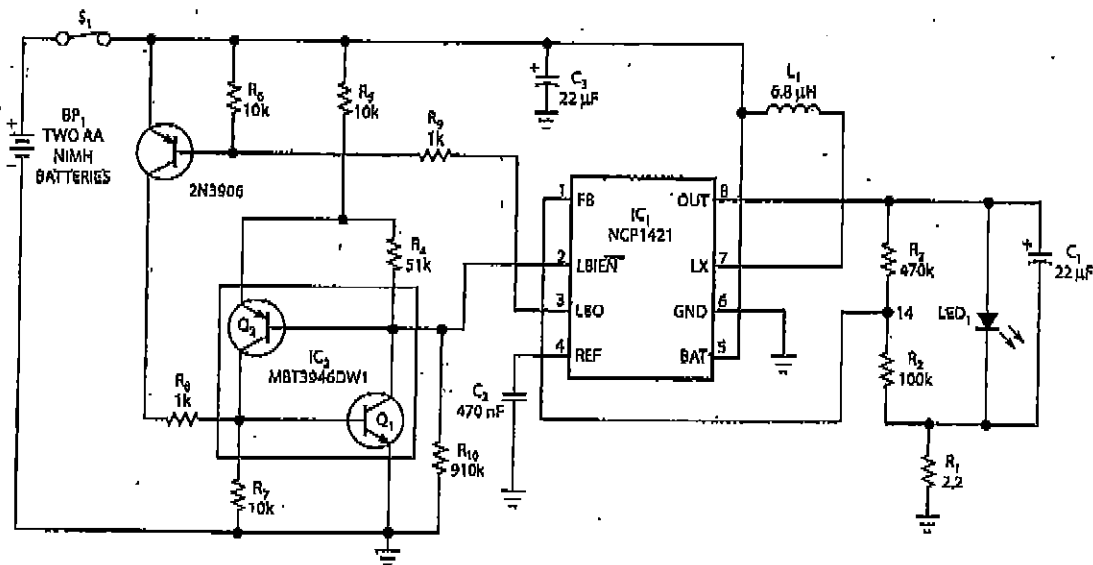 S₁
BP₁
TWO AA
NIMH
BATTERIES
+
−
2N3906
R₆
10k
R₅
10k
R₉
1k
C₃
22 µF
+
L₁
6.8 µH
1 FB
OUT 8
IC₁
NCP1421
2 LBI/EN
LX 7
3 LBO
GND 6
4 REF
BAT 5
R₄
51k
Q₂
IC₂
MBT3946DW1
Q₁
R₈
1k
R₇
10k
R₁₀
910k
C₂
470 nF
470k
14
R₂
100k
LED₁
+
C₁
22 µF
R₁
2.2